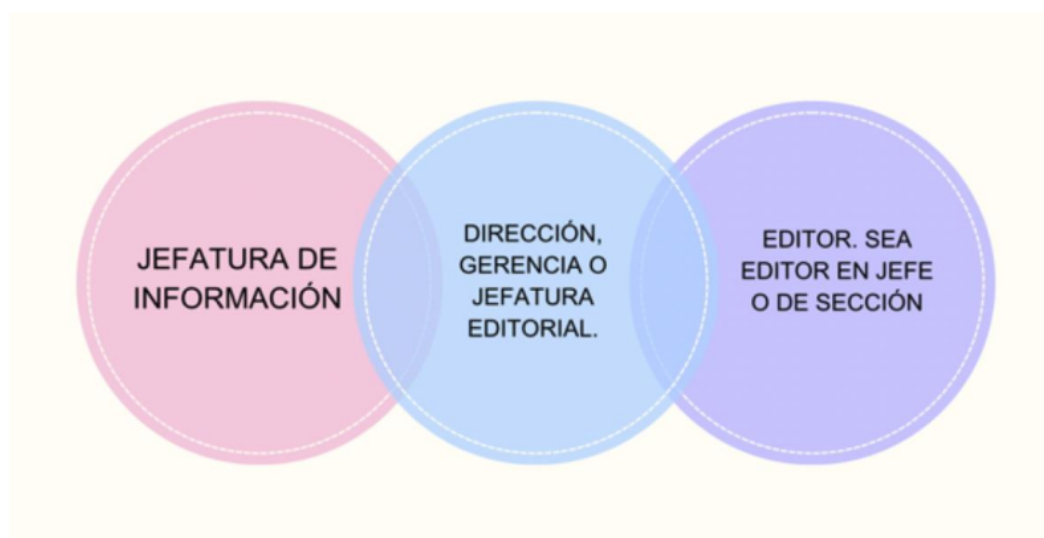 JEFATURA DE
INFORMACIÓN
DIRECCIÓN,
GERENCIA O
JEFATURA
EDITORIAL.
EDITOR. SEA
EDITOR EN JEFE
O DE SECCIÓN